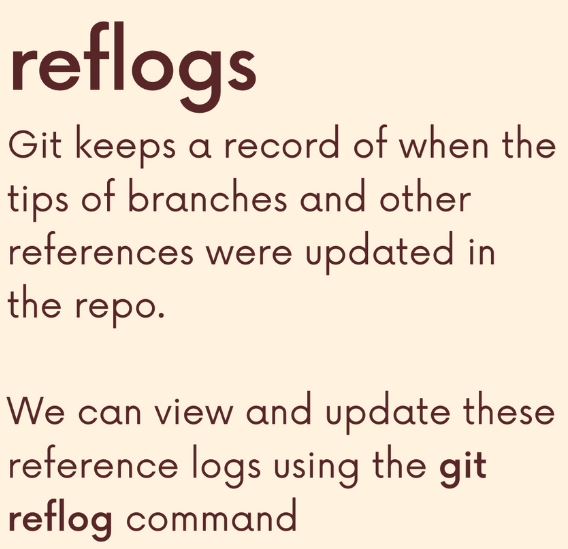 reflogs
Git keeps a record of when the
tips of branches and other
references were updated in
the repo.
We can view and update these
reference logs using the git
reflog command